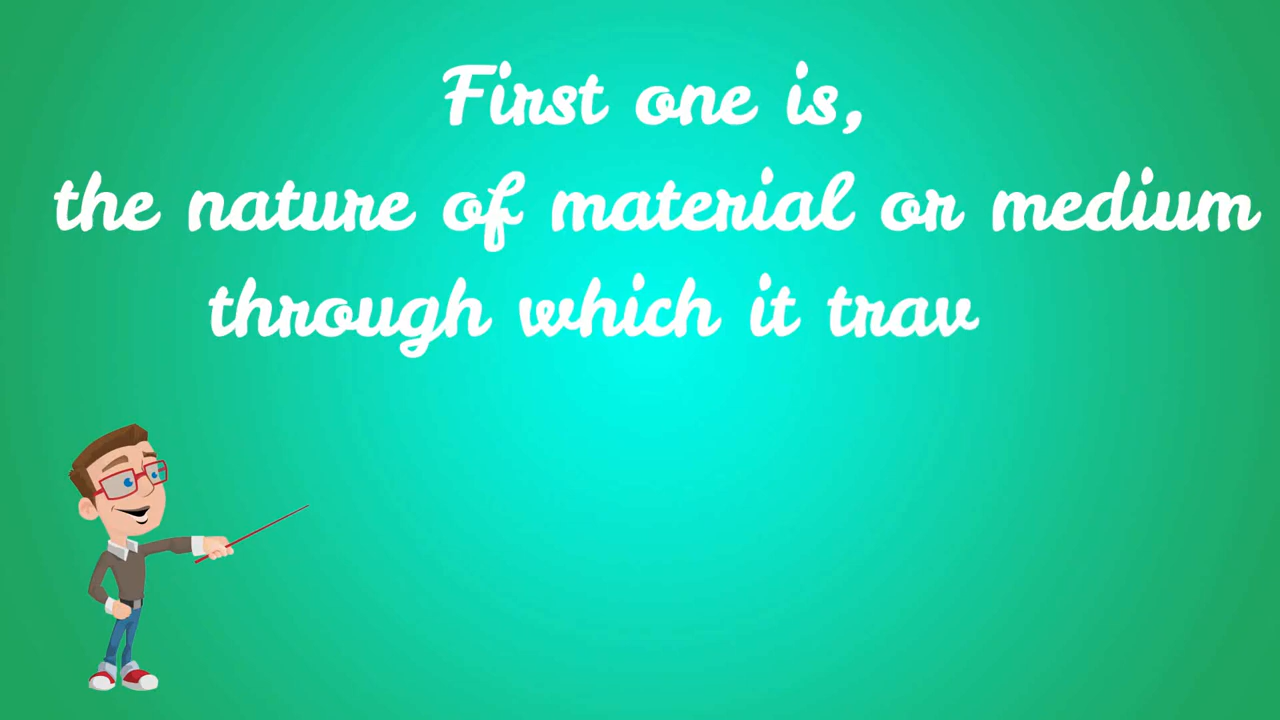 First one is,
the nature of material or medium
through which it trav